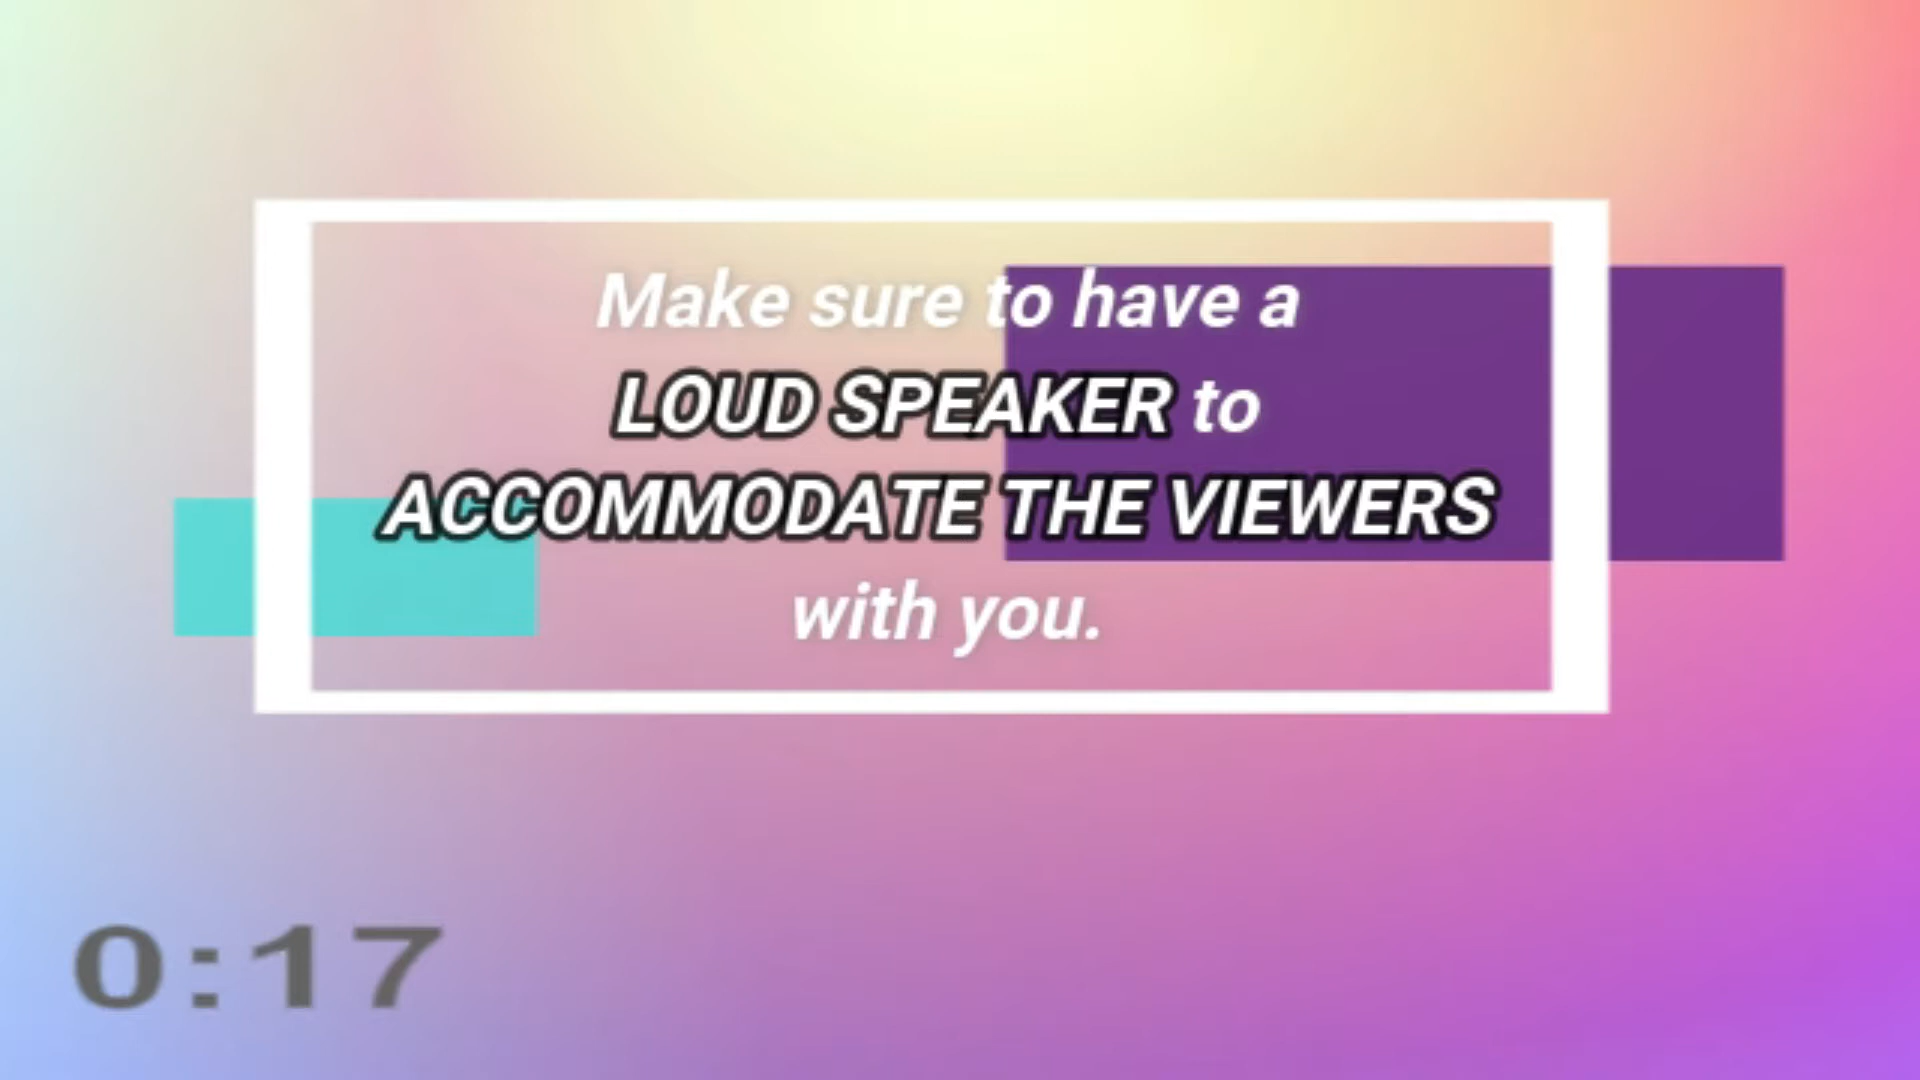 Make sure to have a
LOUD SPEAKER to
ACCOMMODATE THE VIEWERS
with you.
0:17